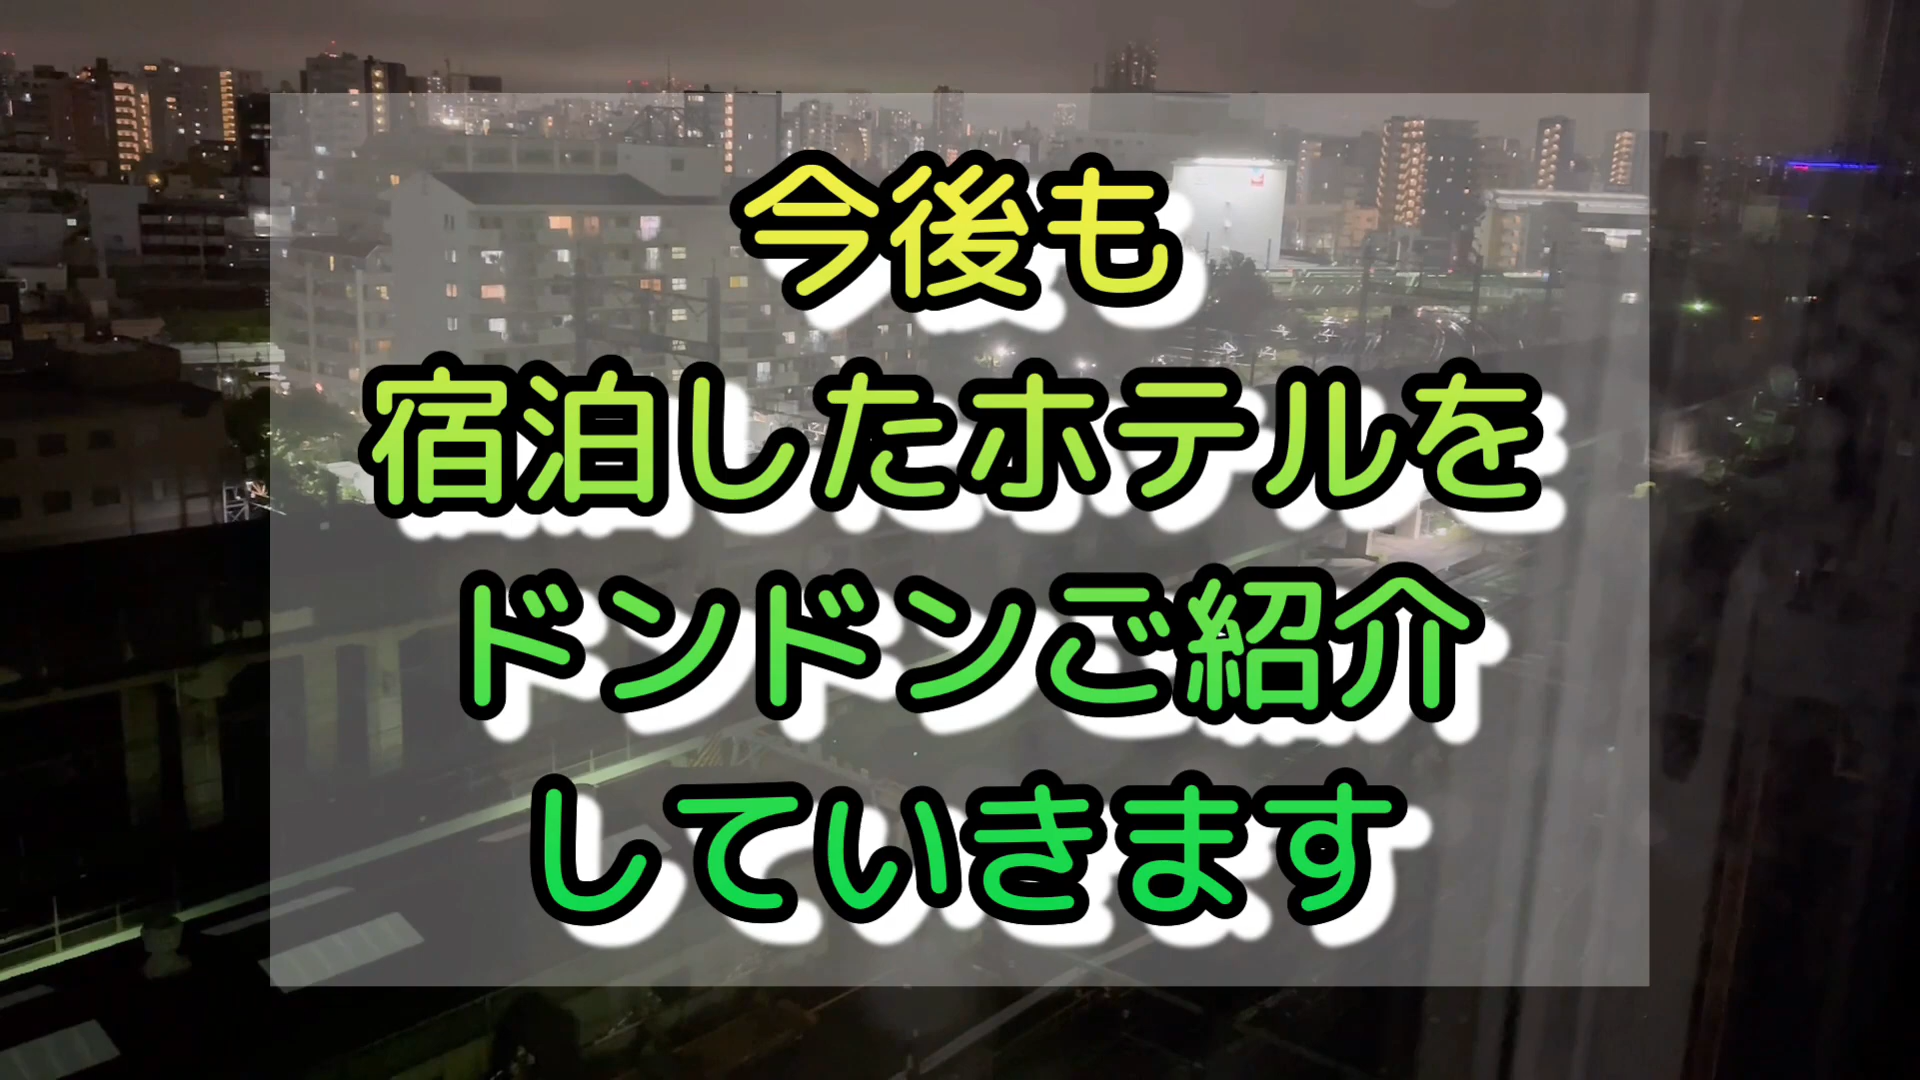 今後も
宿泊したホテルを
ドンドンご紹介
していきます